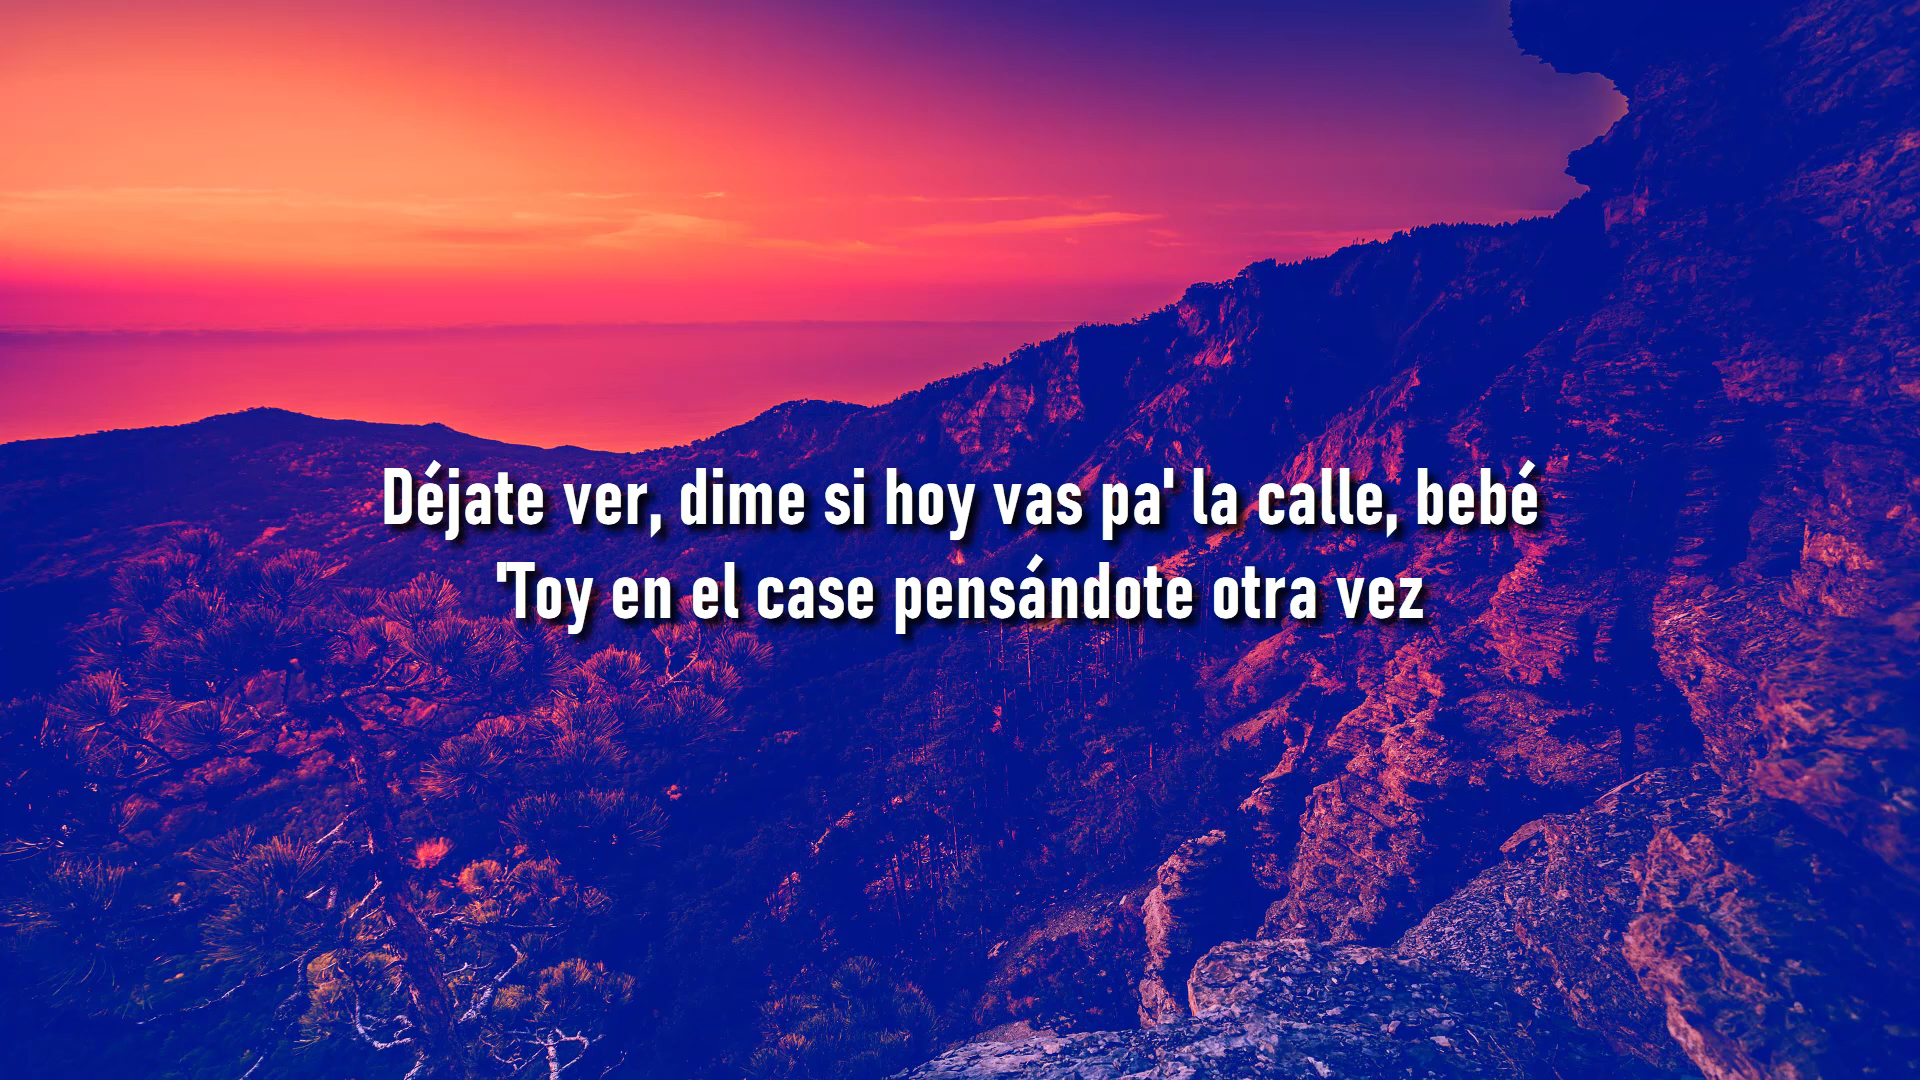 Déjate ver, dime si hoy vas pa' la calle, bebé
'Toy en el case pensándote otra vez